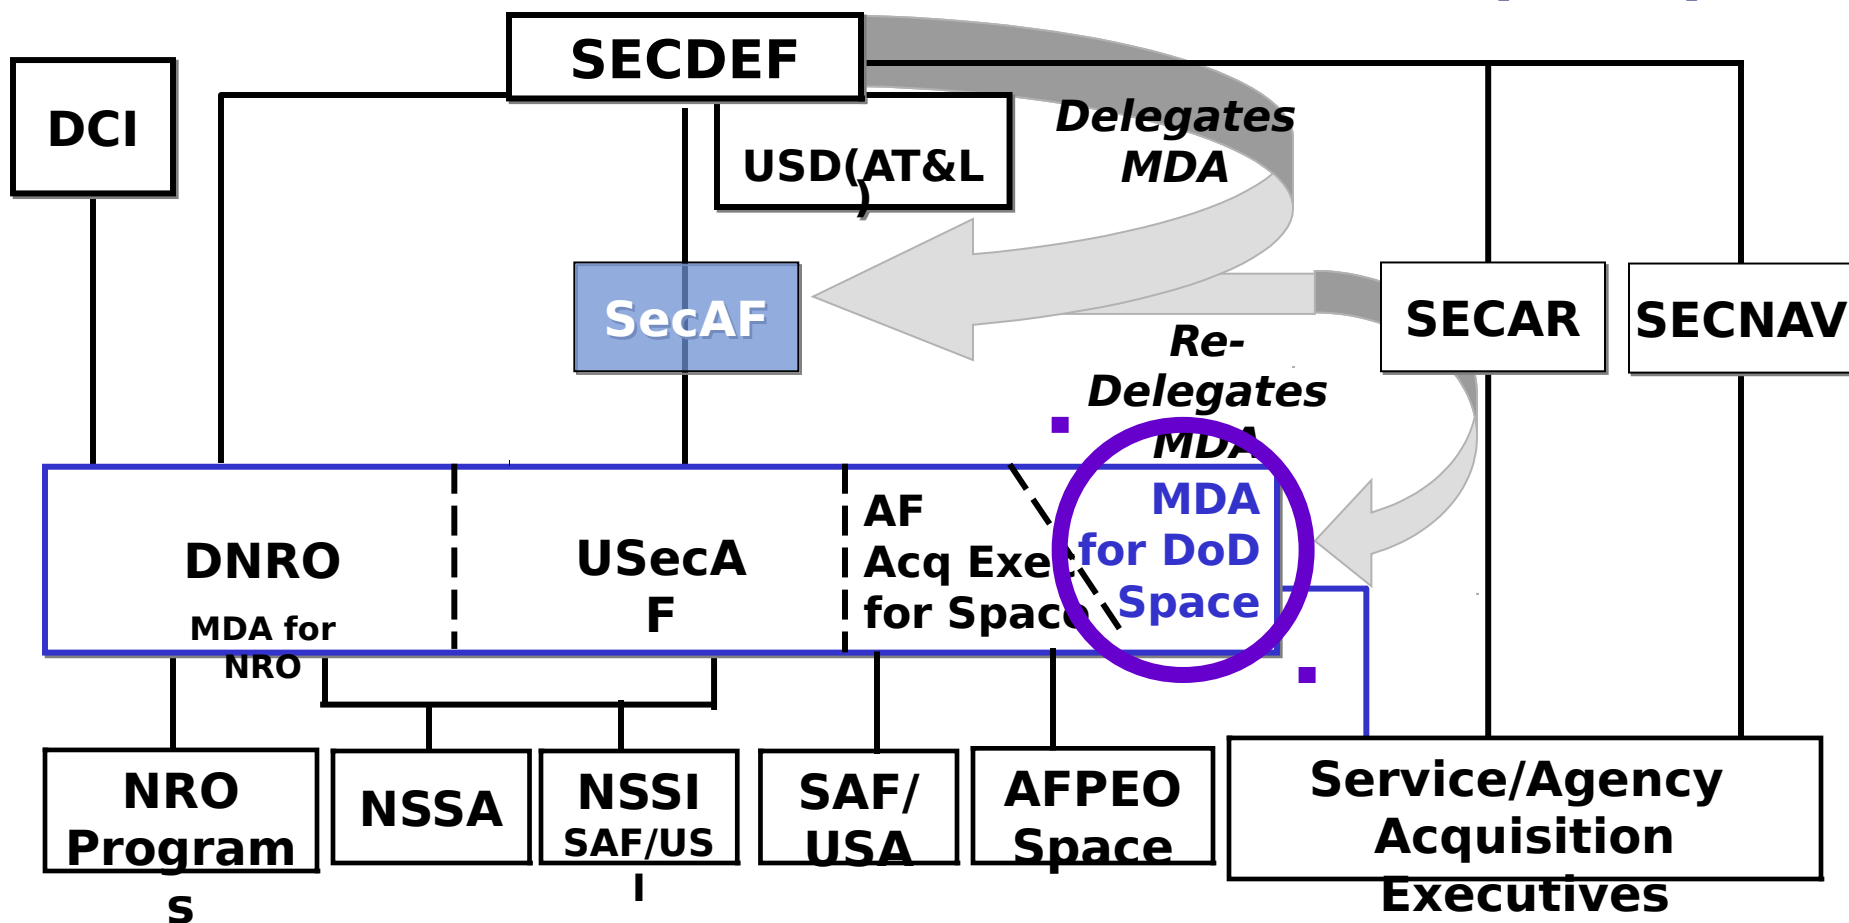 SECDEF
DCI
Delegates
MDA
USD(AT&L
)
SecAF
SECAR
SECNAV
Re-
Delegates
MDA
DNRO
MDA for
NRO
USecA
F
AF
Acq Exec
for Space
MDA
for DoD
Space
NRO
Program
s
NSSA
NSSI
SAF/US
I
SAF/
USA
AFPEO
Space
Service/Agency
Acquisition
Executives